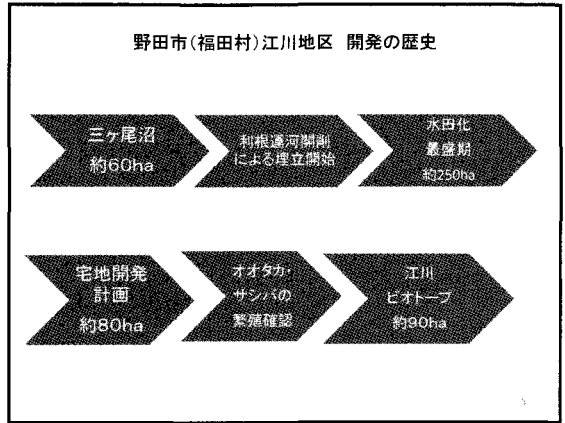 野田市(福田村)江川地区 開発の歴史
三ヶ尾沼
約60ha
利根運河開削
による埋立開始
水田化
最盛期
約250ha
宅地開発
計画
約80ha
オオタカ・
サシバの
繁殖確認
江川
ビオトープ
約90ha